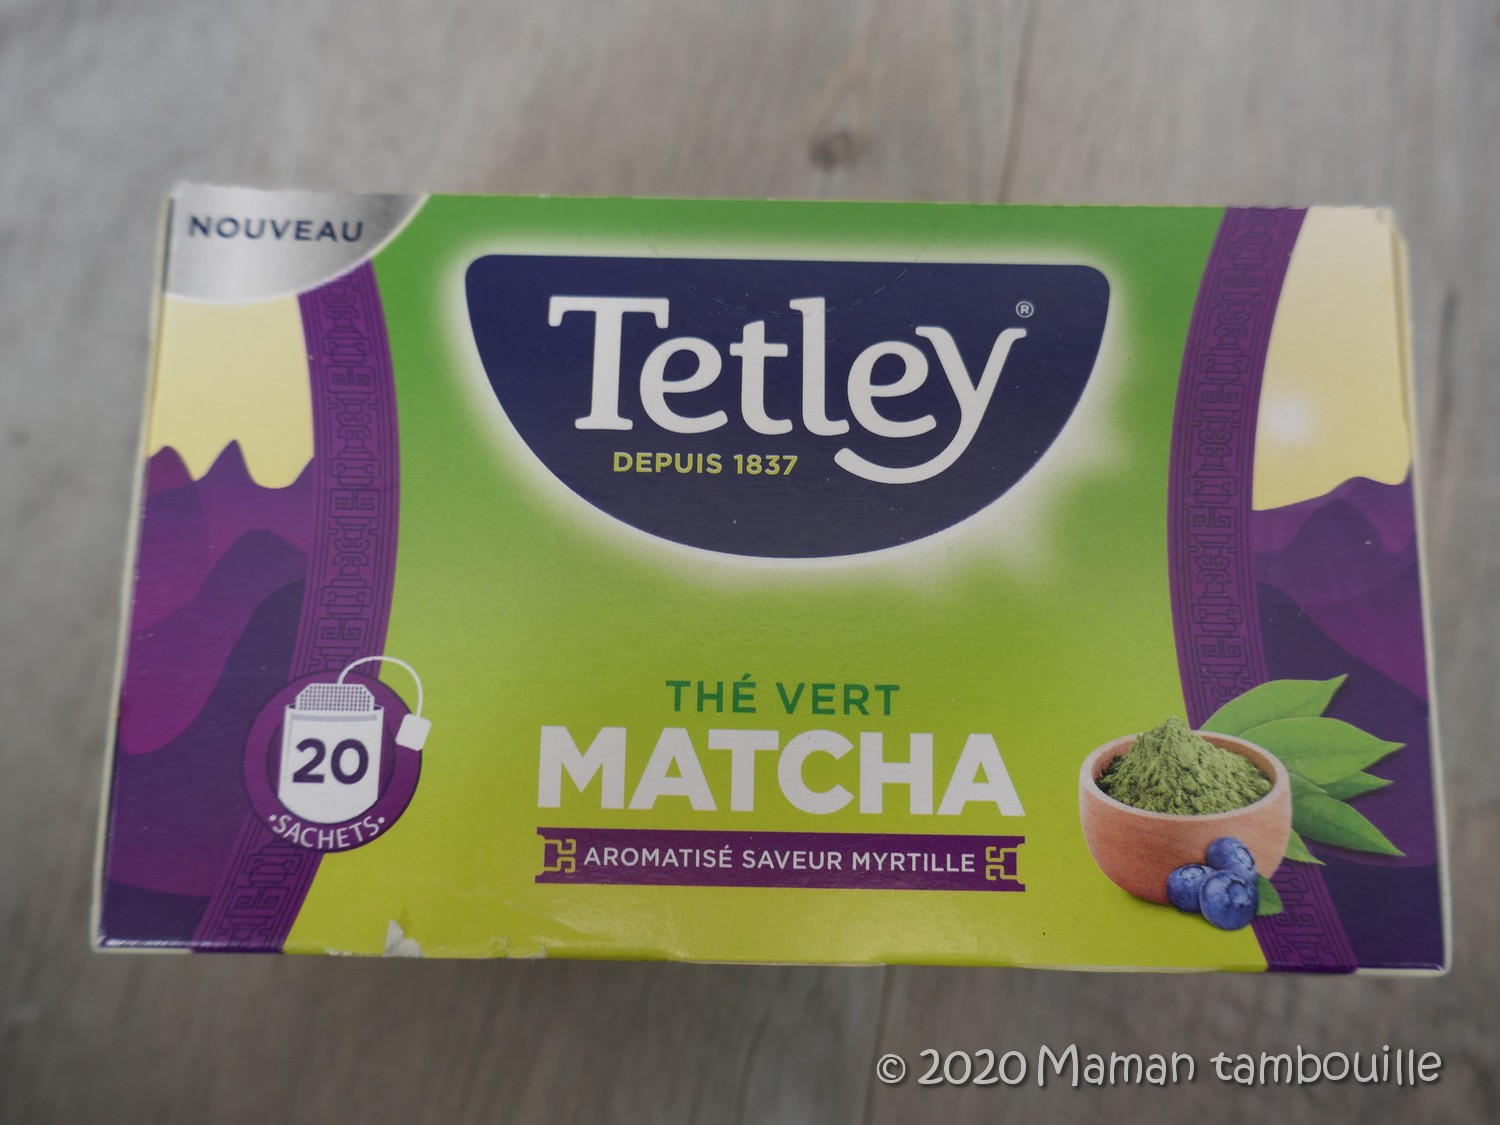 NOUVEAU
Tetley®
DEPUIS 1837
THÉ VERT
MATCHA
AROMATISÉ SAVEUR MYRTILLE
20
•SACHETS•
© 2020 Maman tambouille